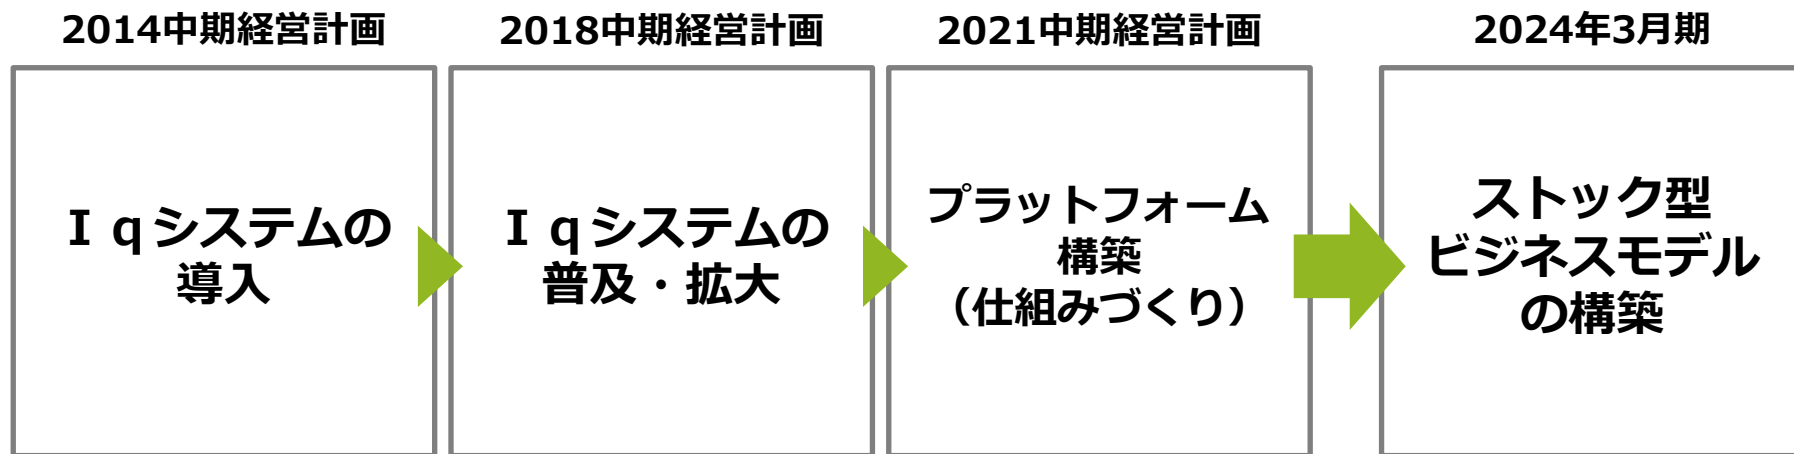 2014中期経営計画
Ｉｑシステムの
導入
2018中期経営計画
Ｉｑシステムの
普及・拡大
2021中期経営計画
プラットフォーム
構築
（仕組みづくり）
2024年3月期
ストック型
ビジネスモデル
の構築